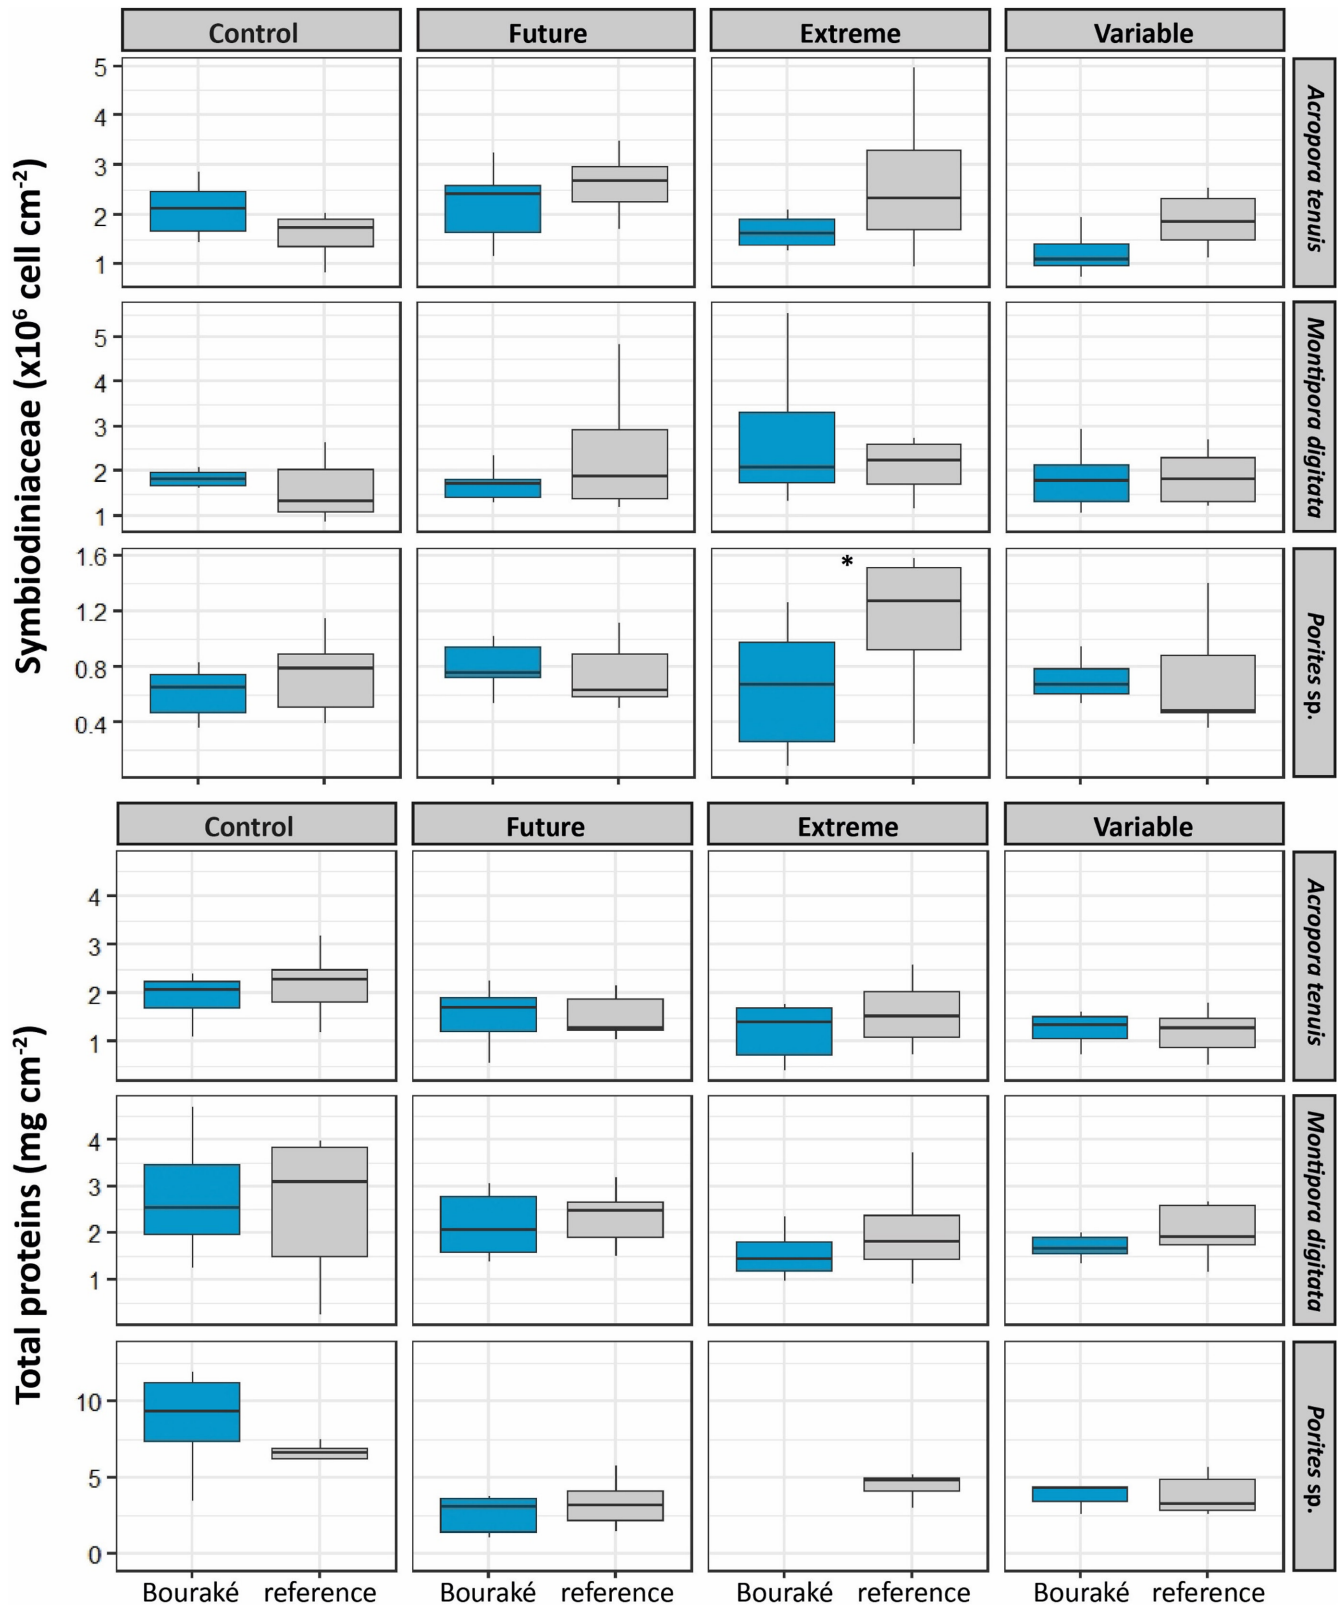 Control Future Extreme Variable
Symbiodiniaceae (x10⁶ cell cm⁻²)
5
4
3
2
1
Acropora tenuis
5
4
3
2
1
Montipora digitata
1.6
1.2
0.8
0.4
*
Porites sp.
Control Future Extreme Variable
Total proteins (mg cm⁻²)
4
3
2
1
Acropora tenuis
4
3
2
1
Montipora digitata
10
5
0
Porites sp.
Bouraké reference Bouraké reference Bouraké reference Bouraké reference